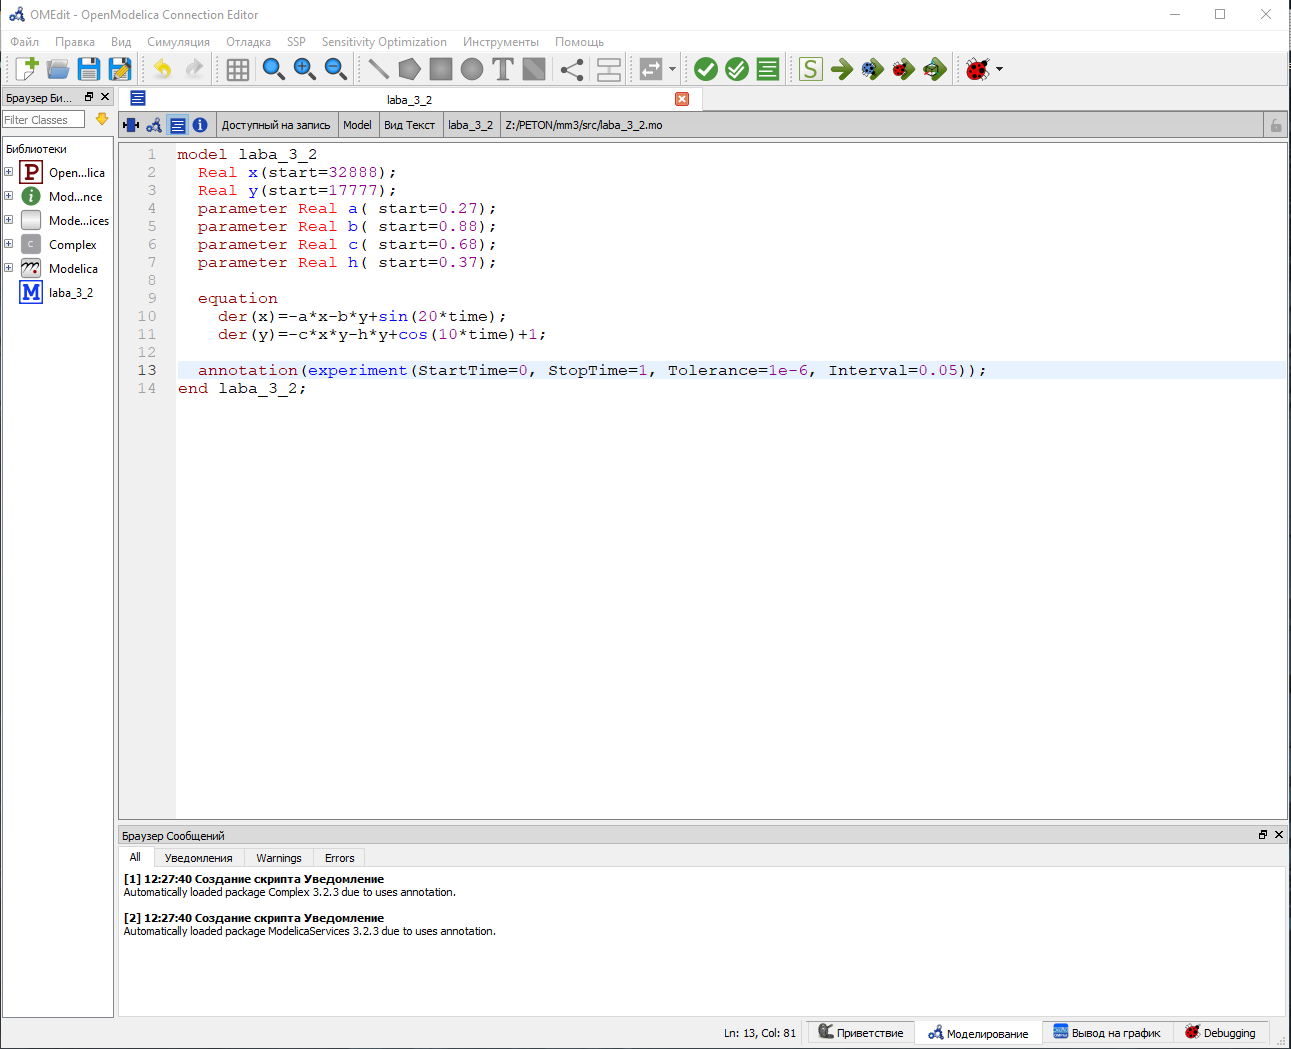 OMEdit - OpenModelica Connection Editor
Файл Правка Вид Симуляция Отладка SSP Sensitivity Optimization Инструменты Помощь
Браузер Би...
laba_3_2
Filter Classes
Доступный на запись Model Вид Текст laba_3_2 Z:/PETON/mm3/src/laba_3_2.mo
Библиотеки
P Open...lica
i Mod...nce
Mode...ices
C Complex
Modelica
M laba_3_2
1 model laba_3_2
2 Real x(start=32888);
3 Real y(start=17777);
4 parameter Real a( start=0.27);
5 parameter Real b( start=0.88);
6 parameter Real c( start=0.68);
7 parameter Real h( start=0.37);
8
9 equation
10 der(x)=-a*x-b*y+sin(20*time);
11 der(y)=-c*x*y-h*y+cos(10*time)+1;
12
13 annotation(experiment(StartTime=0, StopTime=1, Tolerance=1e-6, Interval=0.05));
14 end laba_3_2;
Браузер Сообщений
All Уведомления Warnings Errors
[1] 12:27:40 Создание скрипта Уведомление
Automatically loaded package Complex 3.2.3 due to uses annotation.
[2] 12:27:40 Создание скрипта Уведомление
Automatically loaded package ModelicaServices 3.2.3 due to uses annotation.
Ln: 13, Col: 81 Приветствие Моделирование Вывод на график Debugging